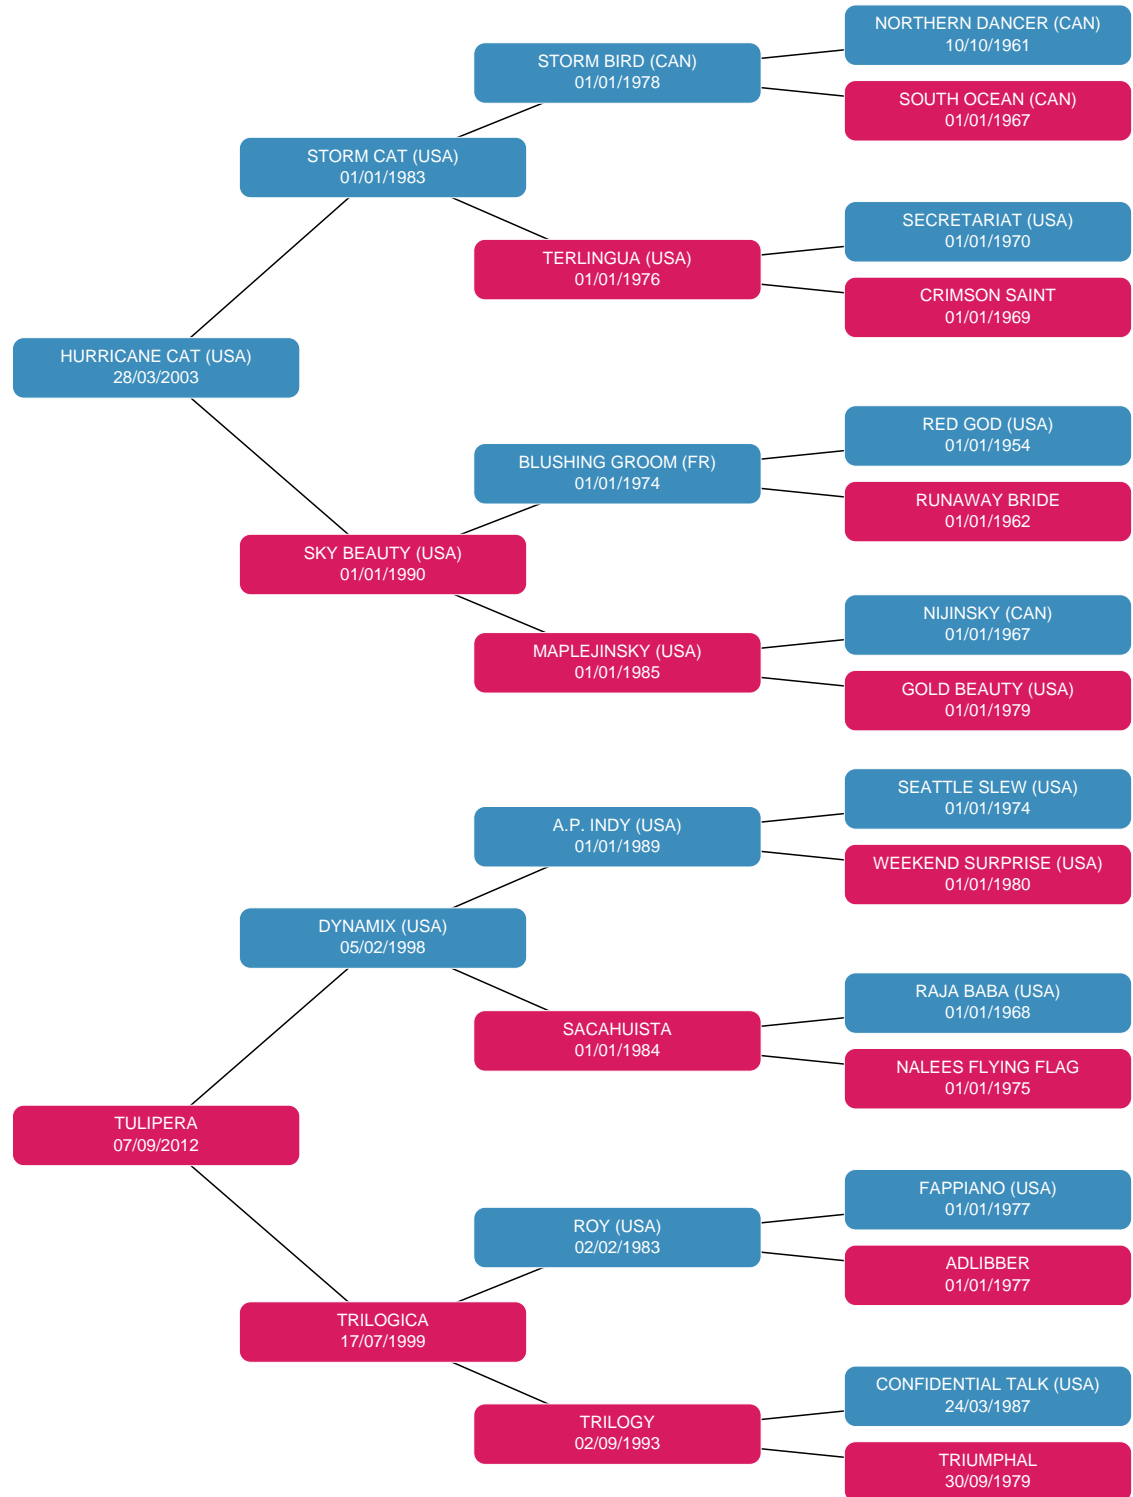 NORTHERN DANCER (CAN)
10/10/1961
STORM BIRD (CAN)
01/01/1978
SOUTH OCEAN (CAN)
01/01/1967
STORM CAT (USA)
01/01/1983
SECRETARIAT (USA)
01/01/1970
TERLINGUA (USA)
01/01/1976
CRIMSON SAINT
01/01/1969
HURRICANE CAT (USA)
28/03/2003
RED GOD (USA)
01/01/1954
BLUSHING GROOM (FR)
01/01/1974
RUNAWAY BRIDE
01/01/1962
SKY BEAUTY (USA)
01/01/1990
NIJINSKY (CAN)
01/01/1967
MAPLEJINSKY (USA)
01/01/1985
GOLD BEAUTY (USA)
01/01/1979
SEATTLE SLEW (USA)
01/01/1974
A.P. INDY (USA)
01/01/1989
WEEKEND SURPRISE (USA)
01/01/1980
DYNAMIX (USA)
05/02/1998
RAJA BABA (USA)
01/01/1968
SACAHUISTA
01/01/1984
NALEES FLYING FLAG
01/01/1975
TULIPERA
07/09/2012
FAPPIANO (USA)
01/01/1977
ROY (USA)
02/02/1983
ADLIBBER
01/01/1977
TRILOGICA
17/07/1999
CONFIDENTIAL TALK (USA)
24/03/1987
TRILOGY
02/09/1993
TRIUMPHAL
30/09/1979